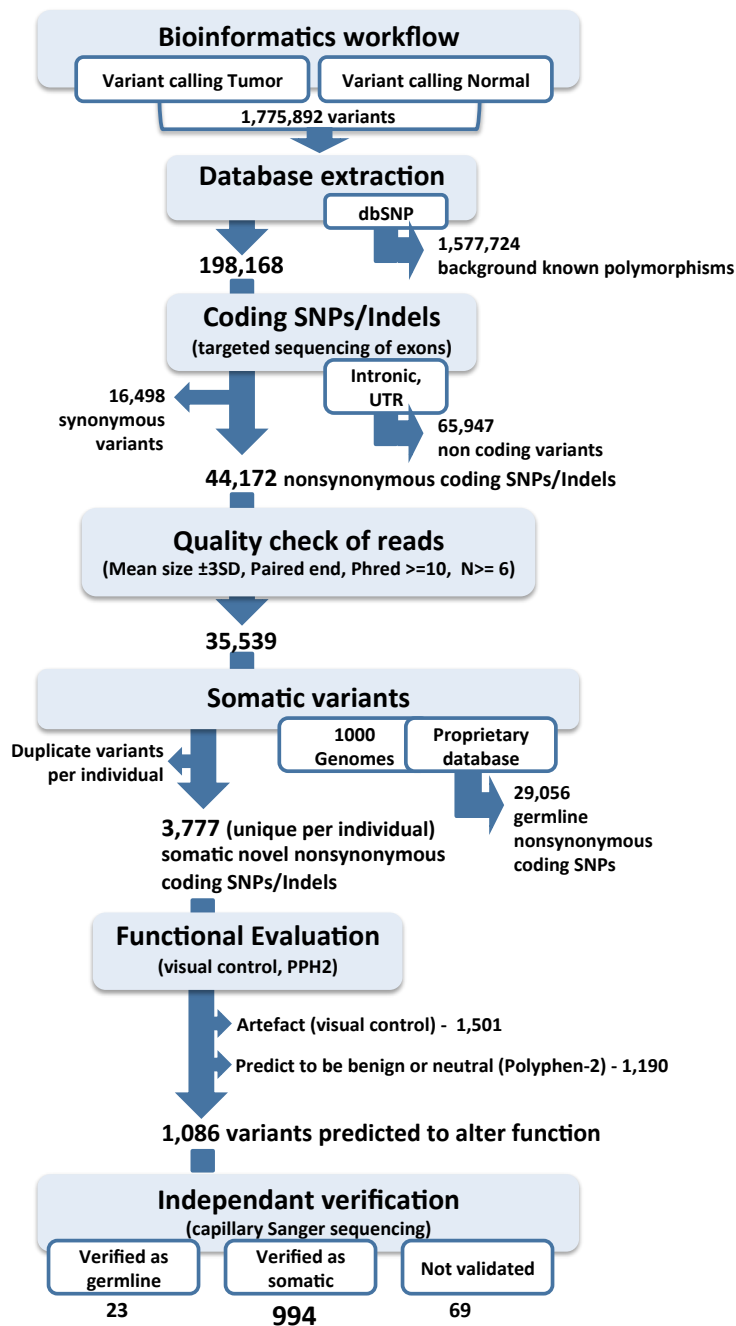 Bioinformatics workflow
Variant calling Tumor
Variant calling Normal
1,775,892 variants
Database extraction
dbSNP
1,577,724
background known polymorphisms
198,168
Coding SNPs/Indels
(targeted sequencing of exons)
Intronic,
UTR
16,498
synonymous
variants
65,947
non coding variants
44,172 nonsynonymous coding SNPs/Indels
Quality check of reads
(Mean size ±3SD, Paired end, Phred >=10, N>= 6)
35,539
Somatic variants
1000
Genomes
Proprietary
database
Duplicate variants
per individual
29,056
germline
nonsynonymous
coding SNPs
3,777 (unique per individual)
somatic novel nonsynonymous
coding SNPs/Indels
Functional Evaluation
(visual control, PPH2)
Artefact (visual control) - 1,501
Predict to be benign or neutral (Polyphen-2) - 1,190
1,086 variants predicted to alter function
Independant verification
(capillary Sanger sequencing)
Verified as
germline
Verified as
somatic
Not validated
23
994
69